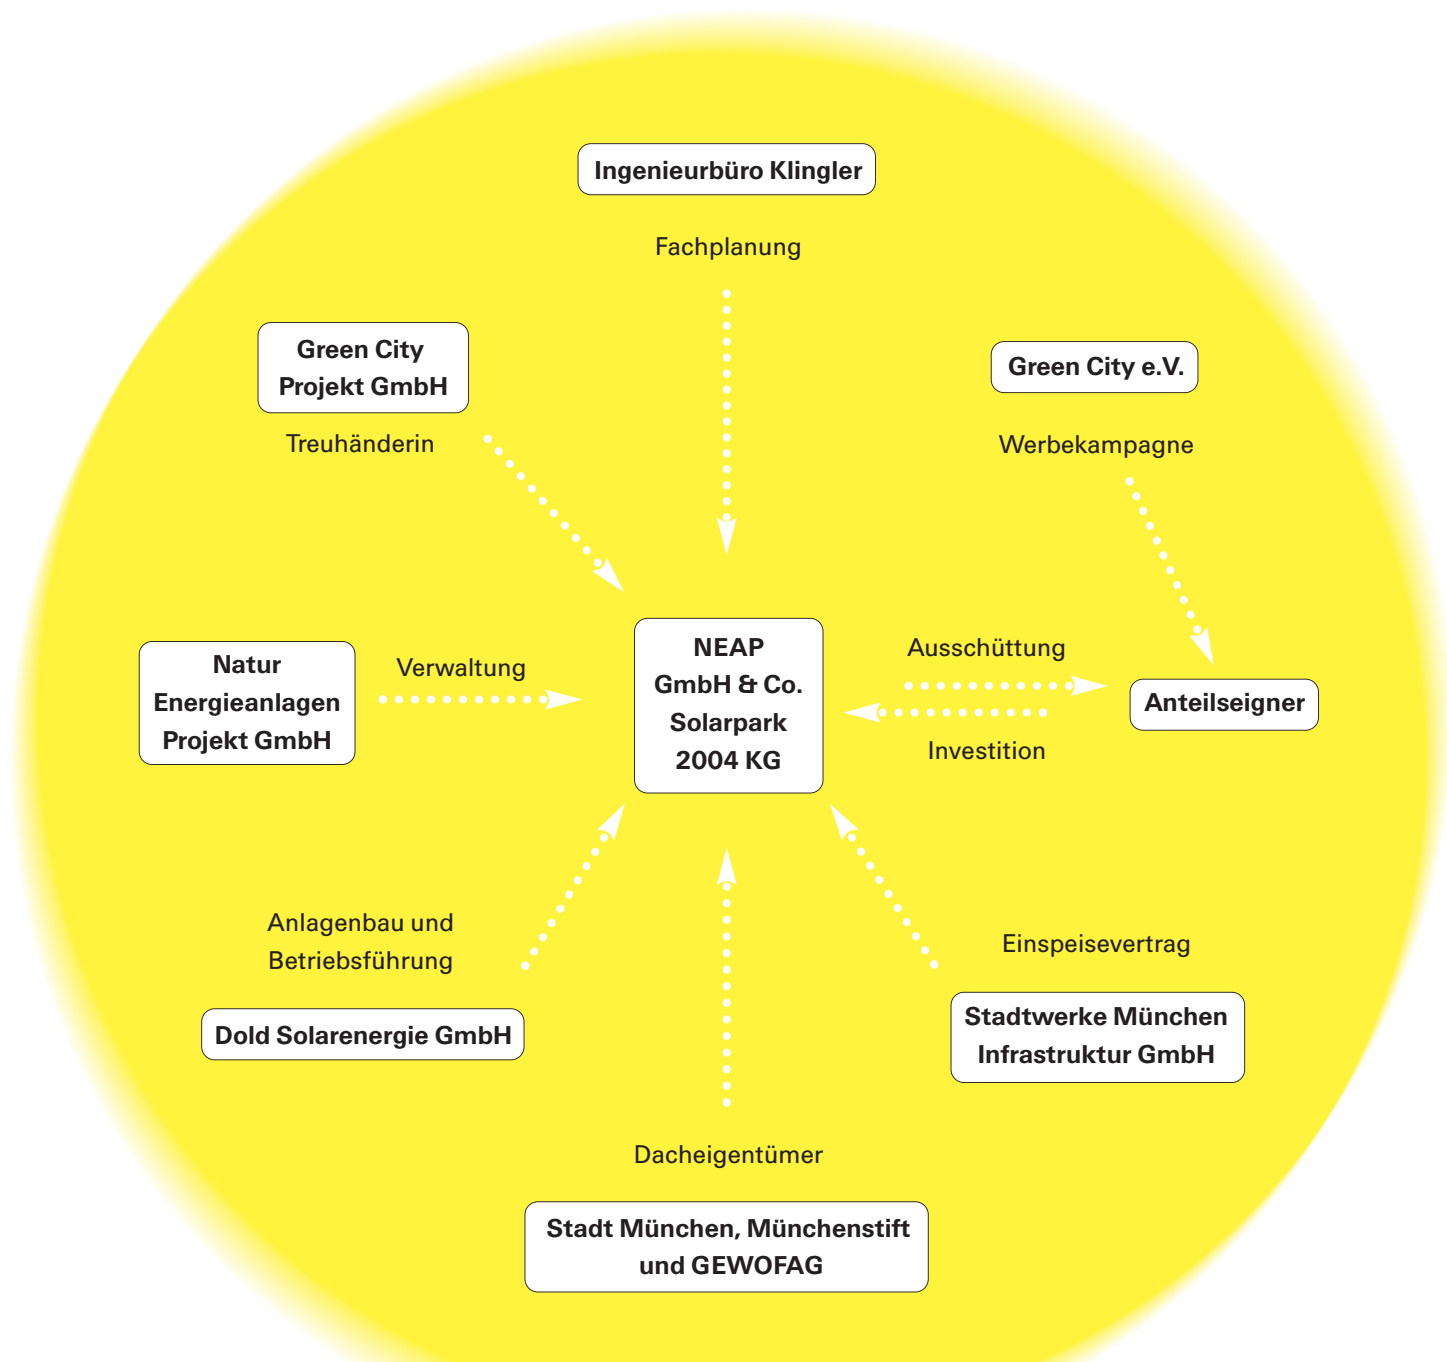 Ingenieurbüro Klingler
Fachplanung
Green City
Projekt GmbH
Treuhänderin
Green City e.V.
Werbekampagne
Natur
Energieanlagen
Projekt GmbH
Verwaltung
NEAP
GmbH & Co.
Solarpark
2004 KG
Ausschüttung
Investition
Anteilseigner
Anlagenbau und
Betriebsführung
Dold Solarenergie GmbH
Einspeisevertrag
Stadtwerke München
Infrastruktur GmbH
Dacheigentümer
Stadt München, Münchenstift
und GEWOFAG